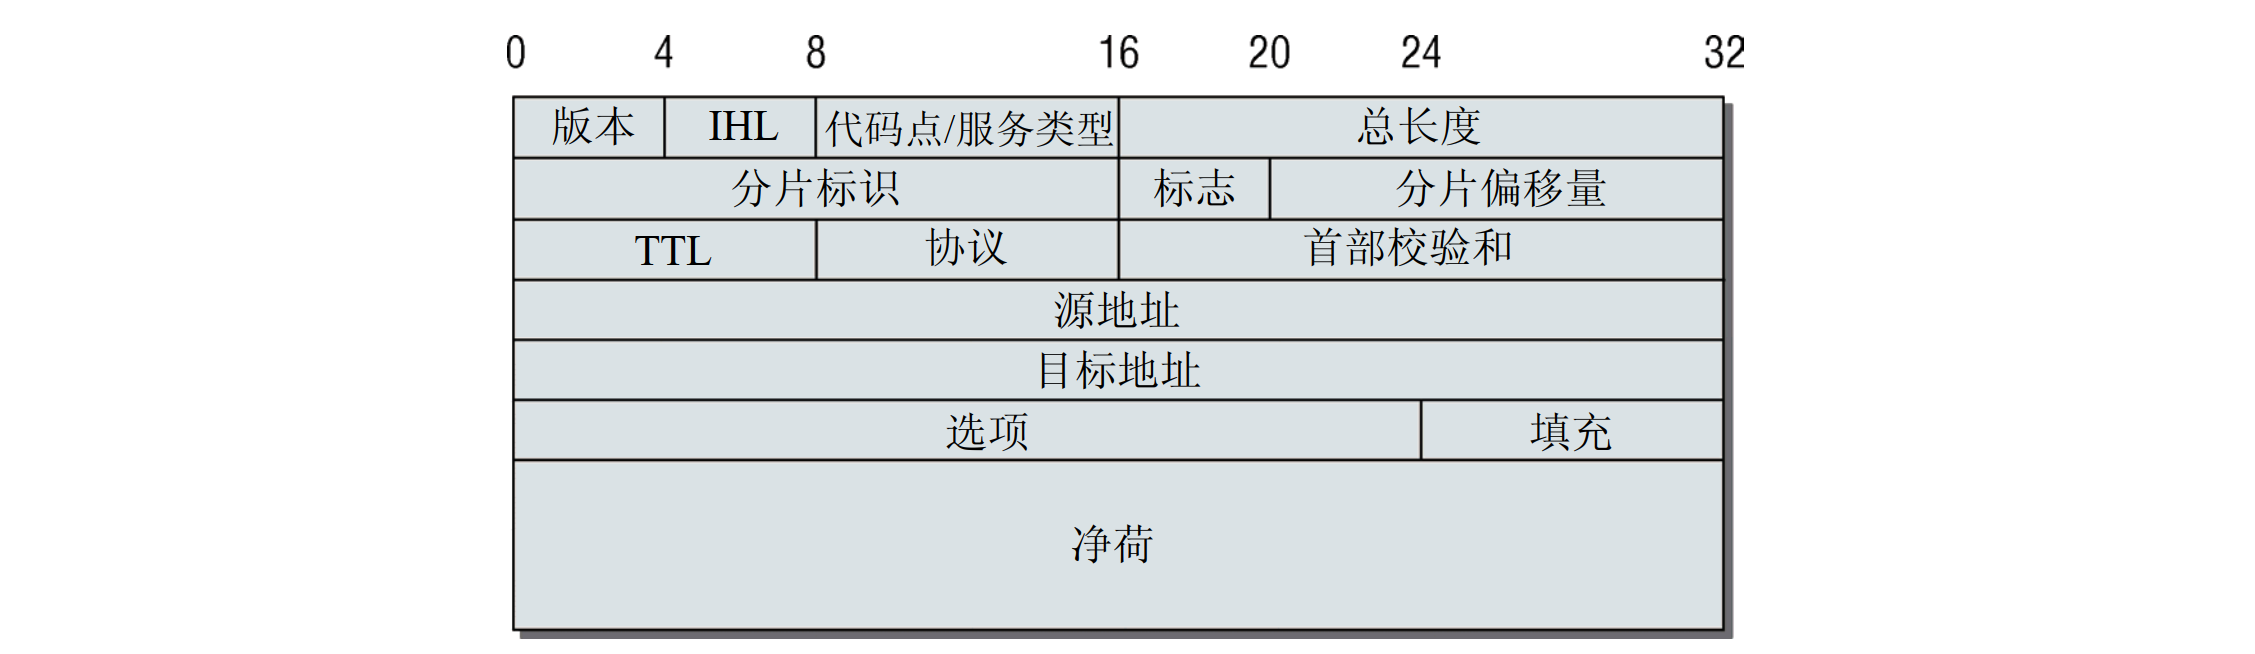 0 4 8 16 20 24 32
版本 IHL 代码点/服务类型 总长度
分片标识 标志 分片偏移量
TTL 协议 首部校验和
源地址
目标地址
选项 填充
净荷